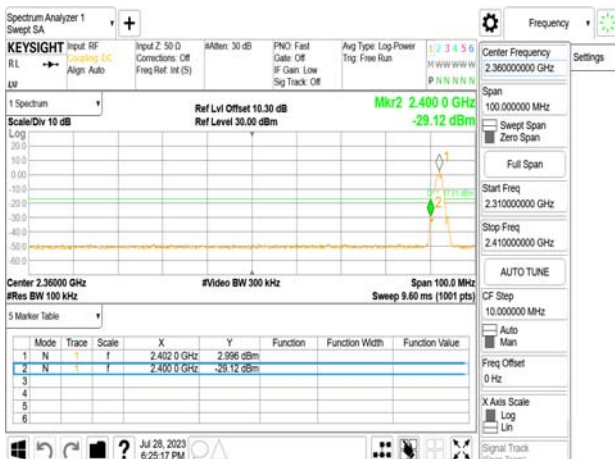 Spectrum Analyzer 1
Swept SA
Frequency
KEYSIGHT
Input: RF
Coupling: DC
Align: Auto
Input Z: 50 Ω
Corrections: Off
Freq Ref: Int (S)
#Atten: 30 dB
PNO: Fast
Gate: Off
IF Gain: Low
Sig Track: Off
Avg Type: Log-Power
Trig: Free Run
1 2 3 4 5 6
M W W W W W
P N N N N N
RL
1 Spectrum
Scale/Div 10 dB
Ref Lvl Offset 10.30 dB
Ref Level 30.00 dBm
Mkr2 2.400 0 GHz
-29.12 dBm
Log
20.0
10.0
0.00
-10.0
-20.0
-30.0
-40.0
-50.0
-60.0
1
2
Center 2.36000 GHz
#Video BW 300 kHz
Span 100.0 MHz
#Res BW 100 kHz
Sweep 9.60 ms (1001 pts)
5 Marker Table
Mode Trace Scale X Y Function Function Width Function Value
1 N 1 f 2.402 0 GHz 2.996 dBm
2 N 1 f 2.400 0 GHz -29.12 dBm
3
4
5
6
Jul 28, 2023
6:25:17 PM
Center Frequency
2.360000000 GHz
Settings
Span
100.000000 MHz
Swept Span
Zero Span
Full Span
Start Freq
2.310000000 GHz
Stop Freq
2.410000000 GHz
AUTO TUNE
CF Step
10.000000 MHz
Auto
Man
Freq Offset
0 Hz
X Axis Scale
Log
Lin
Signal Track